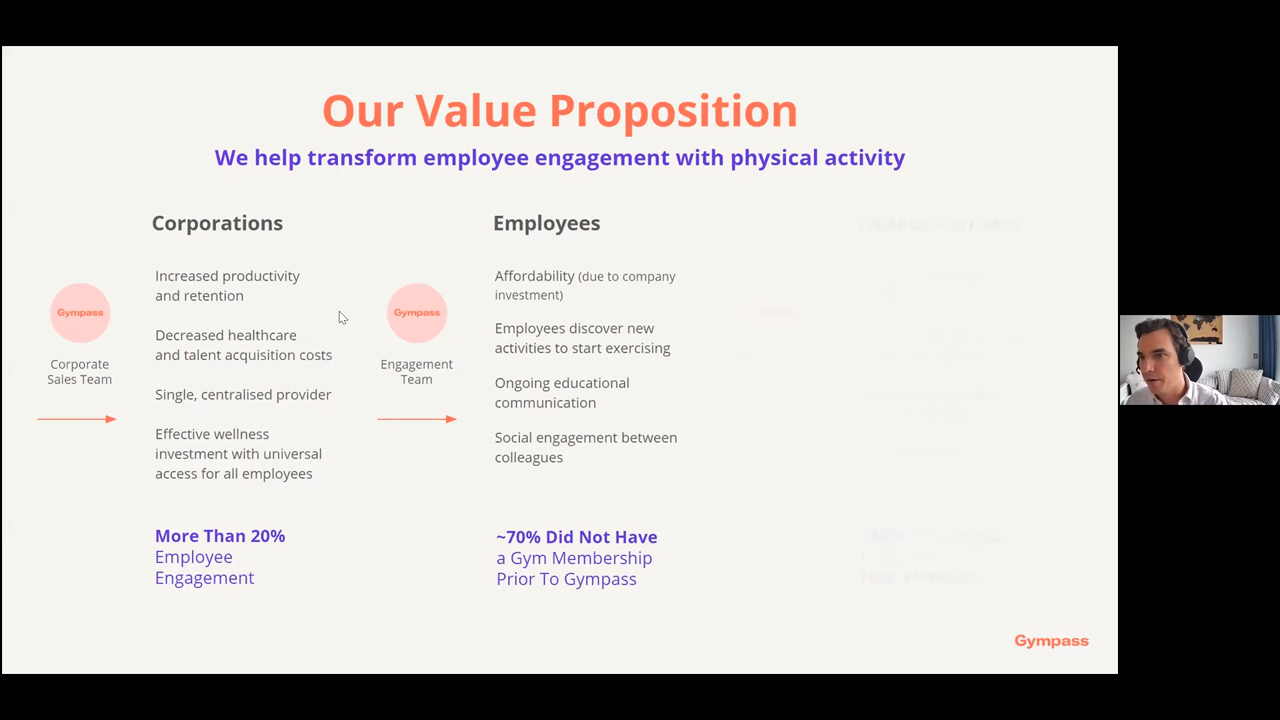 Our Value Proposition
We help transform employee engagement with physical activity
Corporations
Increased productivity
and retention
Decreased healthcare
and talent acquisition costs
Single, centralised provider
Effective wellness
investment with universal
access for all employees
More Than 20%
Employee
Engagement
Gympass
Corporate
Sales Team
Employees
Affordability (due to company
investment)
Employees discover new
activities to start exercising
Ongoing educational
communication
Social engagement between
colleagues
~70% Did Not Have
a Gym Membership
Prior To Gympass
Gympass
Engagement
Team
Gympass